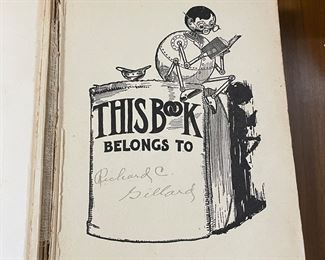 THIS BOOK
BELONGS TO
Richard C.
Gillard